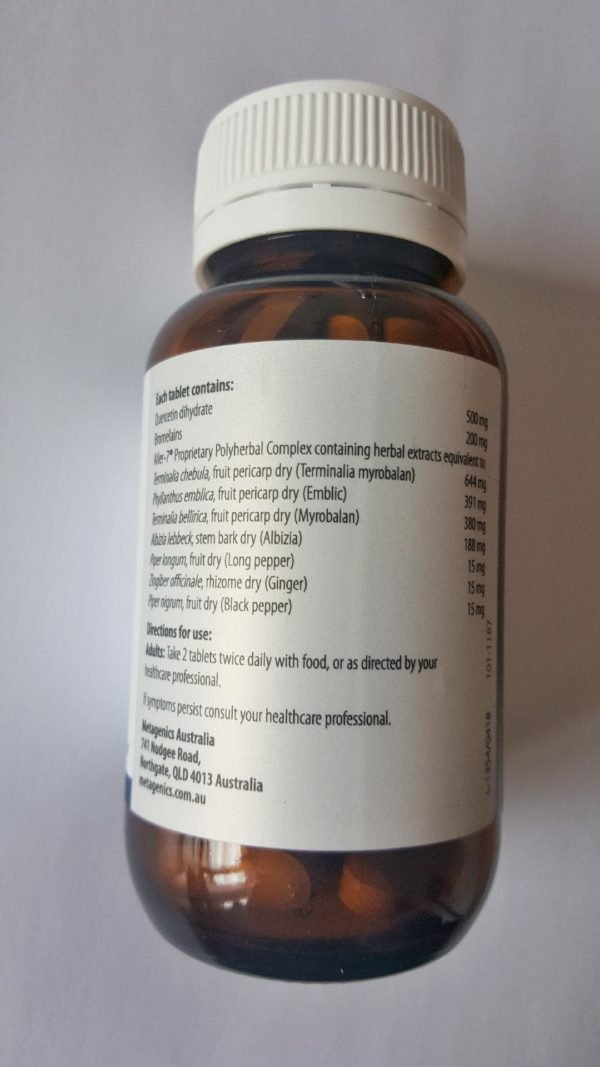 Each tablet contains:
Quercetin dihydrate 500 mg
Bromelains 200 mg
Aller-7® Proprietary Polyherbal Complex containing herbal extracts equivalent to:
Terminalia chebula, fruit pericarp dry (Terminalia myrobalan) 644 mg
Phyllanthus emblica, fruit pericarp dry (Emblic) 391 mg
Terminalia bellirica, fruit pericarp dry (Myrobalan) 380 mg
Albizia lebbeck, stem bark dry (Albizia) 188 mg
Piper longum, fruit dry (Long pepper) 15 mg
Zingiber officinale, rhizome dry (Ginger) 15 mg
Piper nigrum, fruit dry (Black pepper) 15 mg
Directions for use:
Adults: Take 2 tablets twice daily with food, or as directed by your
healthcare professional.
If symptoms persist consult your healthcare professional.
Metagenics Australia
741 Nudgee Road,
Northgate, QLD 4013 Australia
metagenics.com.au
101-1187